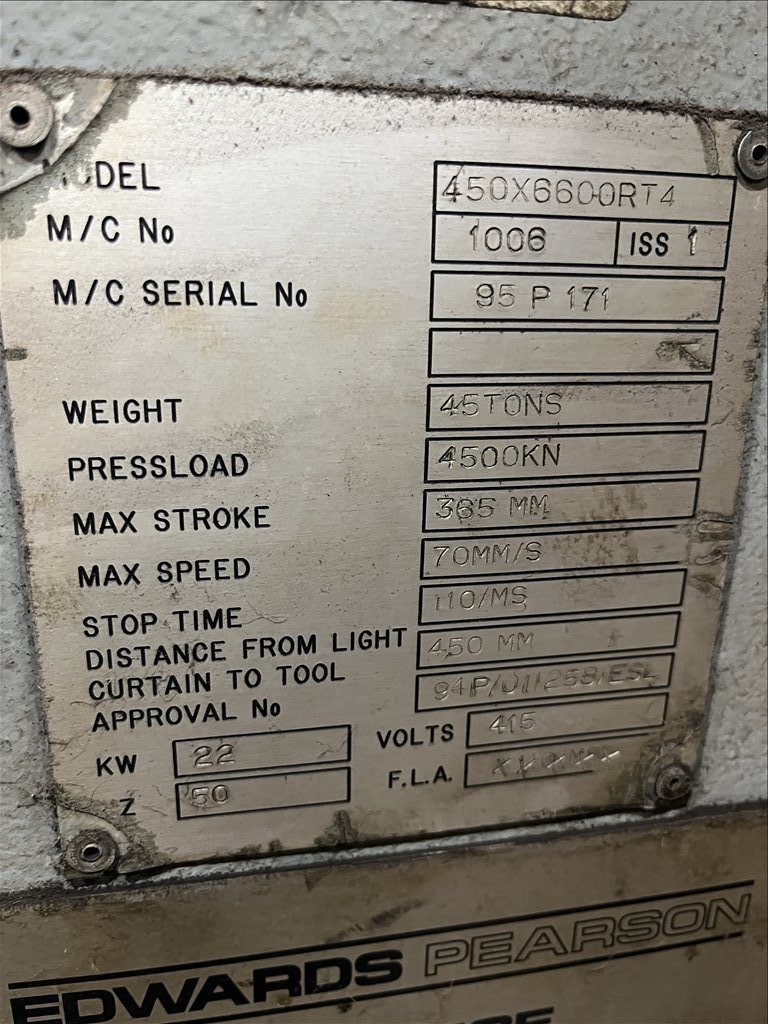 MODEL 450X6600RT4
M/C No 1006 ISS 1
M/C SERIAL No 95 P 171
WEIGHT 45TONS
PRESSLOAD 4500KN
MAX STROKE 365 MM
MAX SPEED 70MM/S
STOP TIME 110/MS
DISTANCE FROM LIGHT 450 MM
CURTAIN TO TOOL
APPROVAL No 94P/011258/ESL
KW 22 VOLTS 415
Z 50 F.L.A.
EDWARDS PEARSON